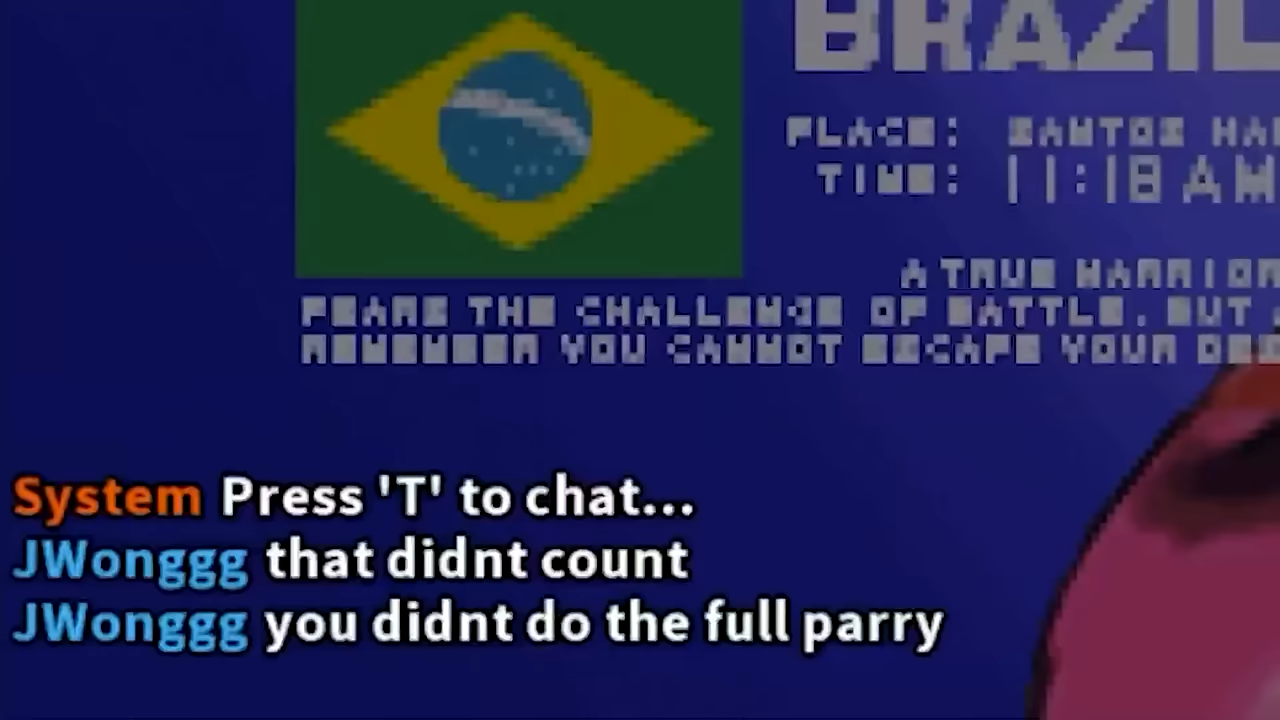 BRAZIL
PLACE: SANTOS HA
TIME: 11:18 AM
A TRUE WARRIOR
FEARS THE CHALLENGE OF BATTLE, BUT
REMEMBER YOU CANNOT ESCAPE YOUR
System Press 'T' to chat...
JWonggg that didnt count
JWonggg you didnt do the full parry